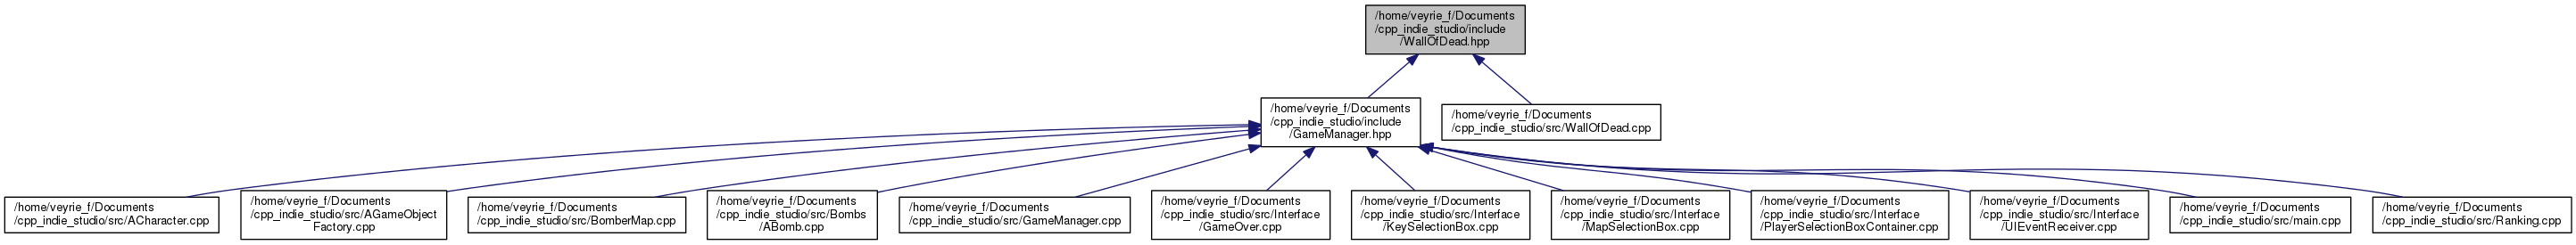 /home/veyrie_f/Documents
/cpp_indie_studio/include
/WallOfDead.hpp
/home/veyrie_f/Documents
/cpp_indie_studio/include
/GameManager.hpp
/home/veyrie_f/Documents
/cpp_indie_studio/src/WallOfDead.cpp
/home/veyrie_f/Documents
/cpp_indie_studio/src/ACharacter.cpp
/home/veyrie_f/Documents
/cpp_indie_studio/src/AGameObject
Factory.cpp
/home/veyrie_f/Documents
/cpp_indie_studio/src/BomberMap.cpp
/home/veyrie_f/Documents
/cpp_indie_studio/src/Bombs
/ABomb.cpp
/home/veyrie_f/Documents
/cpp_indie_studio/src/GameManager.cpp
/home/veyrie_f/Documents
/cpp_indie_studio/src/Interface
/GameOver.cpp
/home/veyrie_f/Documents
/cpp_indie_studio/src/Interface
/KeySelectionBox.cpp
/home/veyrie_f/Documents
/cpp_indie_studio/src/Interface
/MapSelectionBox.cpp
/home/veyrie_f/Documents
/cpp_indie_studio/src/Interface
/PlayerSelectionBoxContainer.cpp
/home/veyrie_f/Documents
/cpp_indie_studio/src/Interface
/UIEventReceiver.cpp
/home/veyrie_f/Documents
/cpp_indie_studio/src/main.cpp
/home/veyrie_f/Documents
/cpp_indie_studio/src/Ranking.cpp